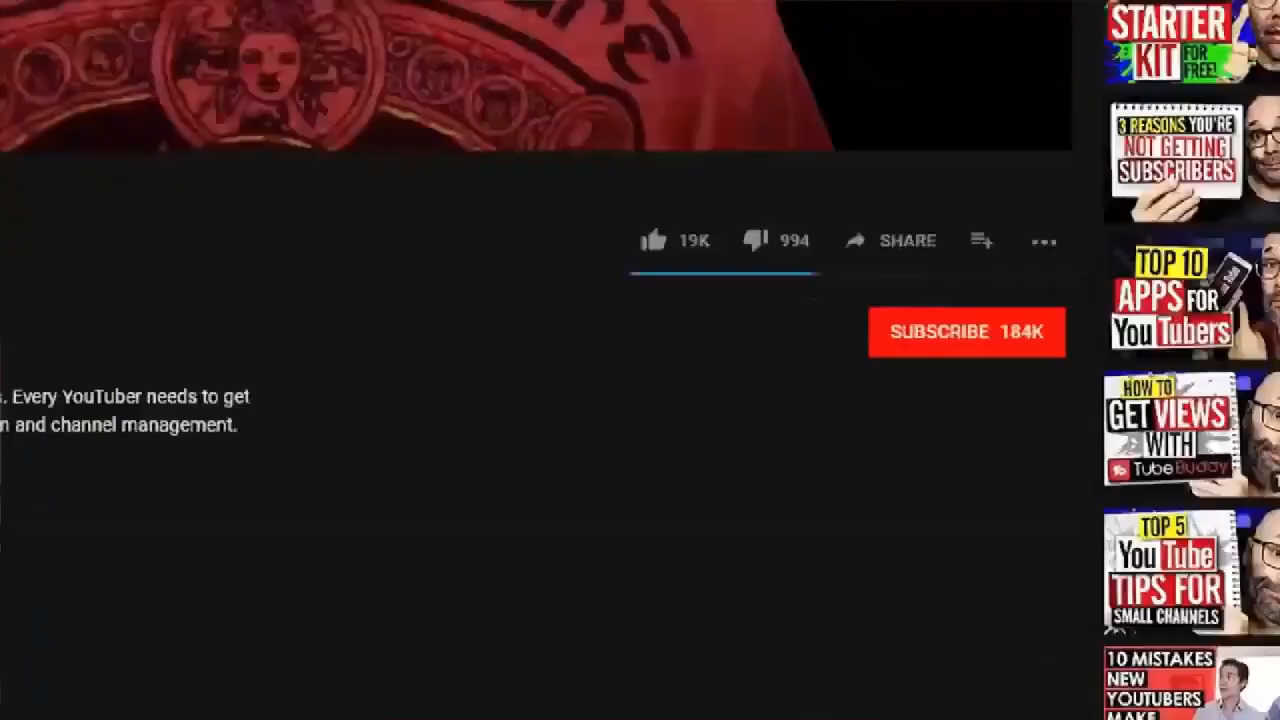 STARTER
KIT FOR
FREE!
3 REASONS YOU'RE
NOT GETTING
SUBSCRIBERS
19K 994 SHARE
TOP 10
APPS FOR
YouTubers
SUBSCRIBE 184K
s. Every YouTuber needs to get
n and channel management.
HOW TO
GET VIEWS
WITH
TubeBuddy
TOP 5
YouTube
TIPS FOR
SMALL CHANNELS
10 MISTAKES
NEW
YOUTUBERS
MAKE